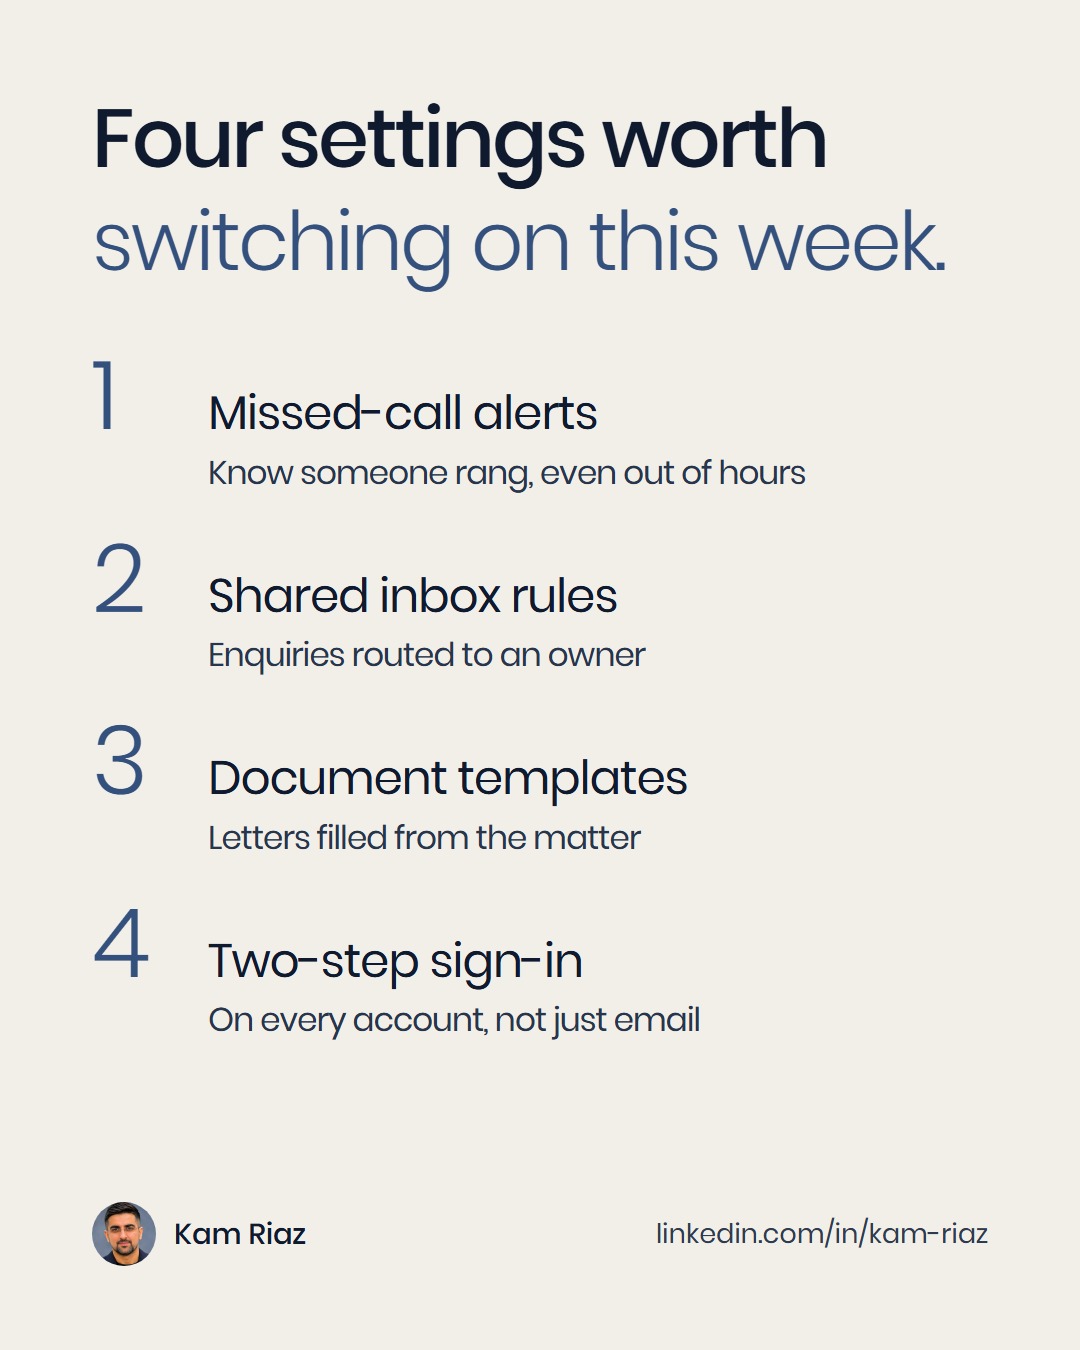 Four settings worth
switching on this week.
1
Missed-call alerts
Know someone rang, even out of hours
2
Shared inbox rules
Enquiries routed to an owner
3
Document templates
Letters filled from the matter
4
Two-step sign-in
On every account, not just email
Kam Riaz
linkedin.com/in/kam-riaz